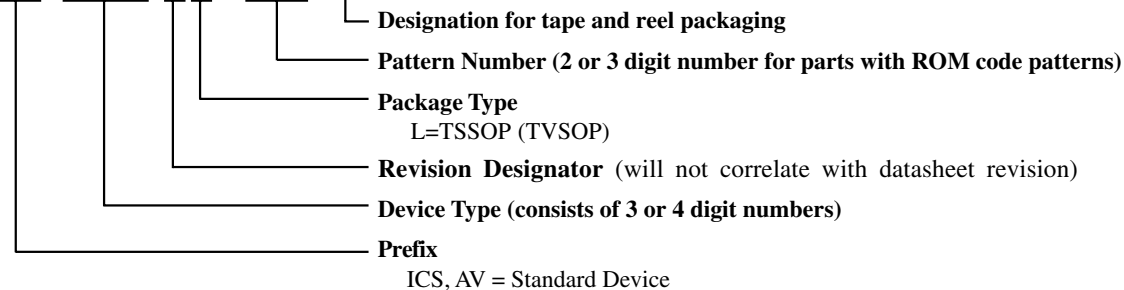 Designation for tape and reel packaging
Pattern Number (2 or 3 digit number for parts with ROM code patterns)
Package Type
L=TSSOP (TVSOP)
Revision Designator (will not correlate with datasheet revision)
Device Type (consists of 3 or 4 digit numbers)
Prefix
ICS, AV = Standard Device